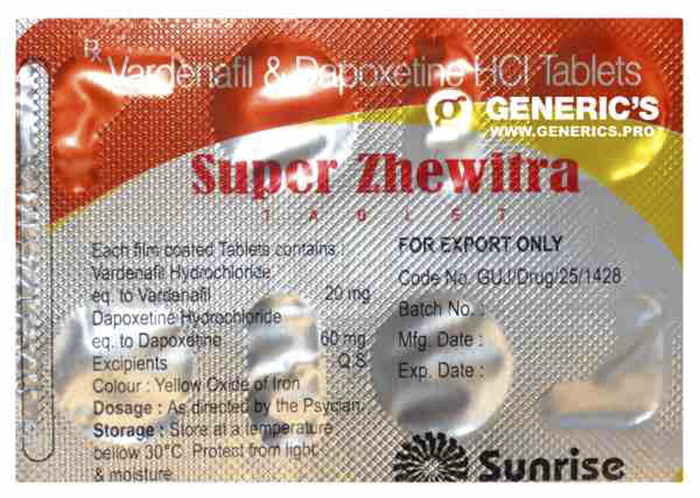 Rx
Vardenafil & Dapoxetine HCl Tablets
GENERIC'S
WWW.GENERICS.PRO
Super Zhewitra
TABLET
Each film coated Tablets contains :
Vardenafil Hydrochloride
eq. to Vardenafil 20 mg
Dapoxetine Hydrochloride
eq. to Dapoxetine 60 mg
Excipients Q.S
Colour : Yellow Oxide of Iron
Dosage : As directed by the Psycian.
Storage : Store at a temperature
bellow 30°C Protect from light
& moisture
FOR EXPORT ONLY
Code No. GUJ/Drug/25/1428
Batch No. :
Mfg. Date :
Exp. Date :
Sunrise